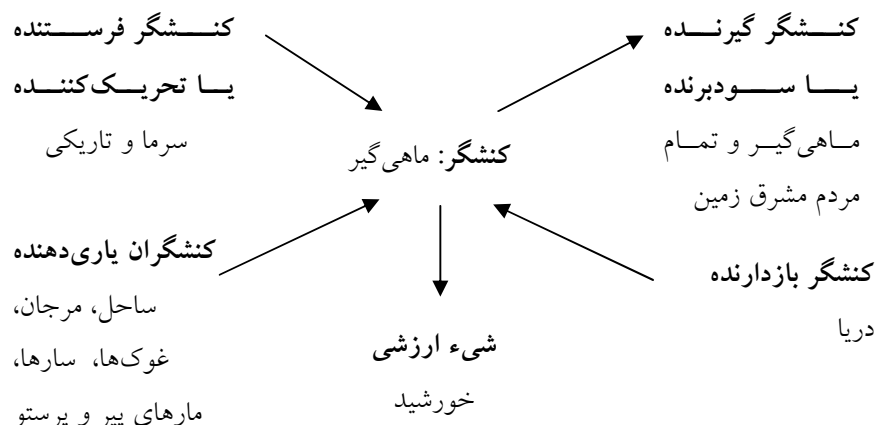 کنشگر گیرنده
یا سودبرنده
ماهی‌گیر و تمام
مردم مشرق زمین
کنشگر فرستنده
یا تحریک‌کننده
سرما و تاریکی
کنشگر: ماهی‌گیر
کنشگر بازدارنده
دریا
شیء ارزشی
خورشید
کنشگران یاری‌دهنده
ساحل، مرجان،
غوک‌ها، سارها،
مارهای پیر و پرستو